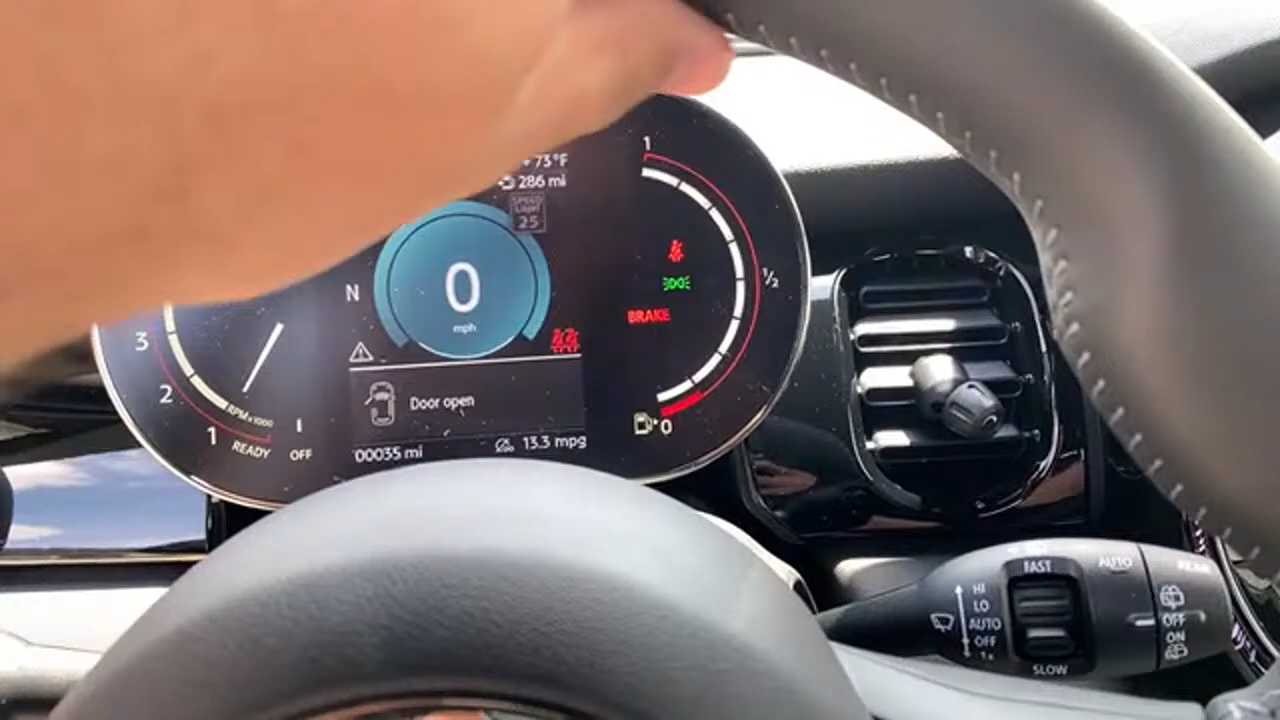 +73°F
286 mi
SPEED
LIMIT
25
1
1/2
0
N
0
mph
BRAKE
3
2
1
RPM x1000
READY
OFF
Door open
00035 mi
13.3 mpg
FAST
AUTO
HI
LO
AUTO
OFF
1x
SLOW
OFF
ON